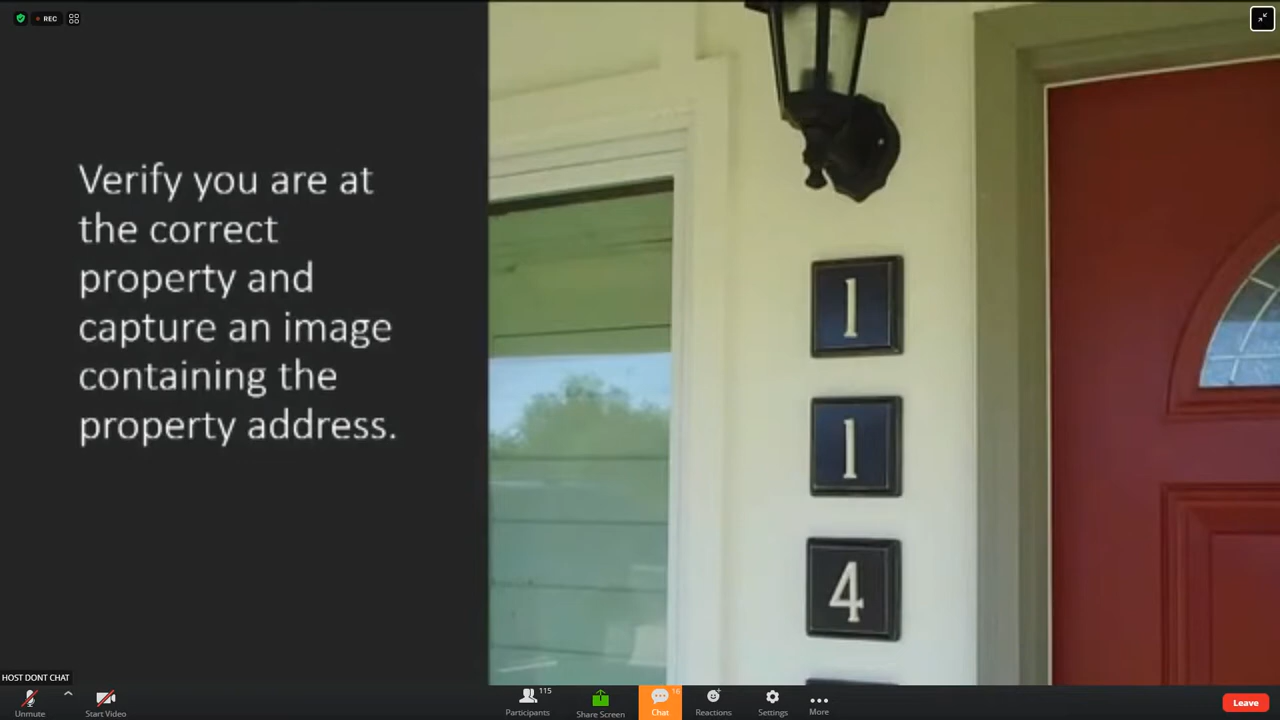 REC
Verify you are at
the correct
property and
capture an image
containing the
property address.
1
1
4
HOST DONT CHAT
Unmute
Start Video
Participants
115
Share Screen
Chat
16
Reactions
Settings
More
Leave